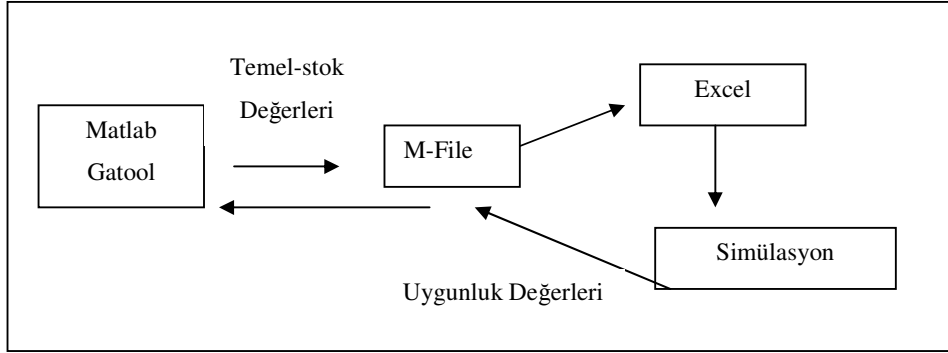 Temel-stok
Değerleri
Matlab
Gatool
M-File
Excel
Simülasyon
Uygunluk Değerleri